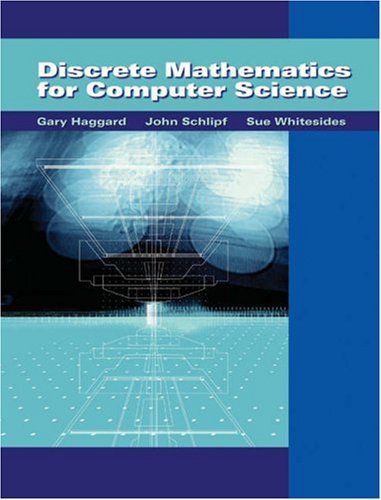 Discrete Mathematics
for Computer Science
Gary Haggard John Schlipf Sue Whitesides